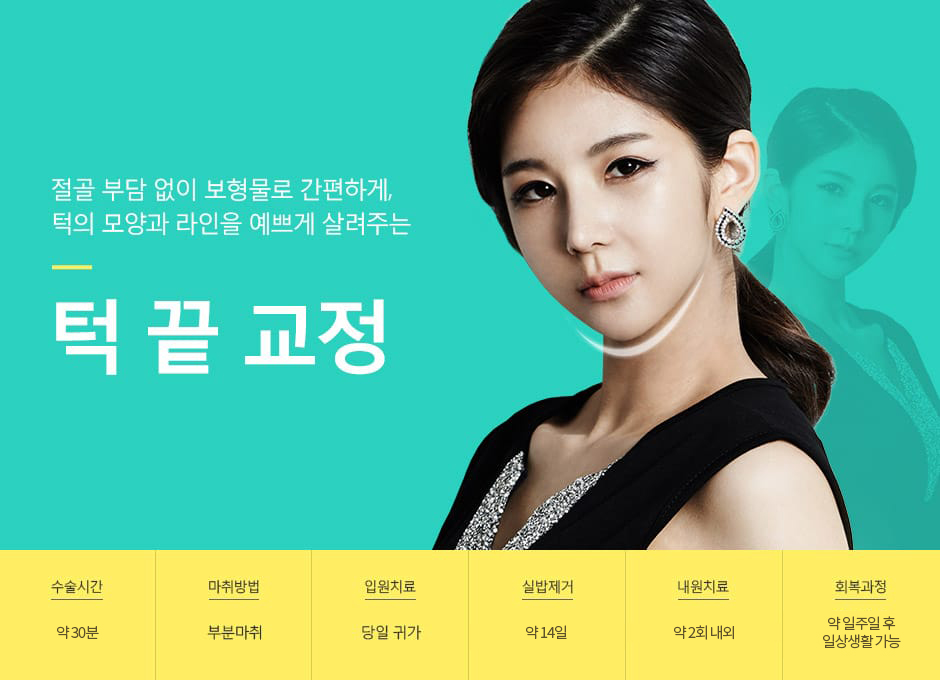 절골 부담 없이 보형물로 간편하게,
턱의 모양과 라인을 예쁘게 살려주는
턱 끝 교정
수술시간
약 30분
마취방법
부분마취
입원치료
당일 귀가
실밥제거
약 14일
내원치료
약 2회 내외
회복과정
약 일주일 후
일상생활 가능